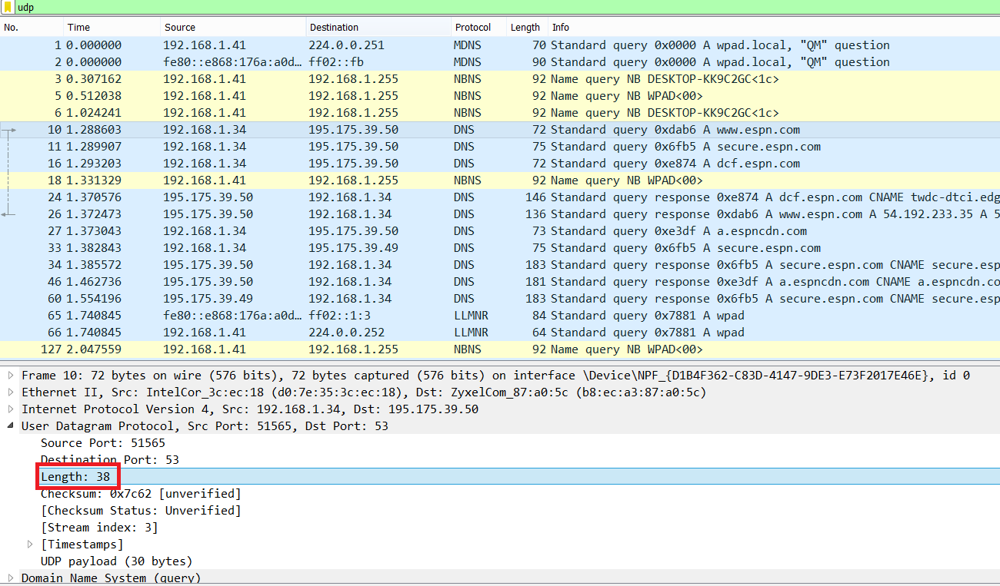 udp
No. Time Source Destination Protocol Length Info
1 0.000000 192.168.1.41 224.0.0.251 MDNS 70 Standard query 0x0000 A wpad.local, "QM" question
2 0.000000 fe80::e868:176a:a0d… ff02::fb MDNS 90 Standard query 0x0000 A wpad.local, "QM" question
3 0.307162 192.168.1.41 192.168.1.255 NBNS 92 Name query NB DESKTOP-KK9C2GC<1c>
5 0.512038 192.168.1.41 192.168.1.255 NBNS 92 Name query NB WPAD<00>
6 1.024241 192.168.1.41 192.168.1.255 NBNS 92 Name query NB DESKTOP-KK9C2GC<1c>
10 1.288603 192.168.1.34 195.175.39.50 DNS 72 Standard query 0xdab6 A www.espn.com
11 1.289907 192.168.1.34 195.175.39.50 DNS 75 Standard query 0x6fb5 A secure.espn.com
16 1.293203 192.168.1.34 195.175.39.50 DNS 72 Standard query 0xe874 A dcf.espn.com
18 1.331329 192.168.1.41 192.168.1.255 NBNS 92 Name query NB WPAD<00>
24 1.370576 195.175.39.50 192.168.1.34 DNS 146 Standard query response 0xe874 A dcf.espn.com CNAME twdc-dtci.edg
26 1.372473 195.175.39.50 192.168.1.34 DNS 136 Standard query response 0xdab6 A www.espn.com A 54.192.233.35 A 5
27 1.373043 192.168.1.34 195.175.39.50 DNS 73 Standard query 0xe3df A a.espncdn.com
33 1.382843 192.168.1.34 195.175.39.49 DNS 75 Standard query 0x6fb5 A secure.espn.com
34 1.385572 195.175.39.50 192.168.1.34 DNS 183 Standard query response 0x6fb5 A secure.espn.com CNAME secure.esp
46 1.462736 195.175.39.50 192.168.1.34 DNS 181 Standard query response 0xe3df A a.espncdn.com CNAME a.espncdn.co
60 1.554196 195.175.39.49 192.168.1.34 DNS 183 Standard query response 0x6fb5 A secure.espn.com CNAME secure.esp
65 1.740845 fe80::e868:176a:a0d… ff02::1:3 LLMNR 84 Standard query 0x7881 A wpad
66 1.740845 192.168.1.41 224.0.0.252 LLMNR 64 Standard query 0x7881 A wpad
127 2.047559 192.168.1.41 192.168.1.255 NBNS 92 Name query NB WPAD<00>
Frame 10: 72 bytes on wire (576 bits), 72 bytes captured (576 bits) on interface \Device\NPF_{D1B4F362-C83D-4147-9DE3-E73F2017E46E}, id 0
Ethernet II, Src: IntelCor_3c:ec:18 (d0:7e:35:3c:ec:18), Dst: ZyxelCom_87:a0:5c (b8:ec:a3:87:a0:5c)
Internet Protocol Version 4, Src: 192.168.1.34, Dst: 195.175.39.50
User Datagram Protocol, Src Port: 51565, Dst Port: 53
Source Port: 51565
Destination Port: 53
Length: 38
Checksum: 0x7c62 [unverified]
[Checksum Status: Unverified]
[Stream index: 3]
[Timestamps]
UDP payload (30 bytes)
Domain Name System (query)